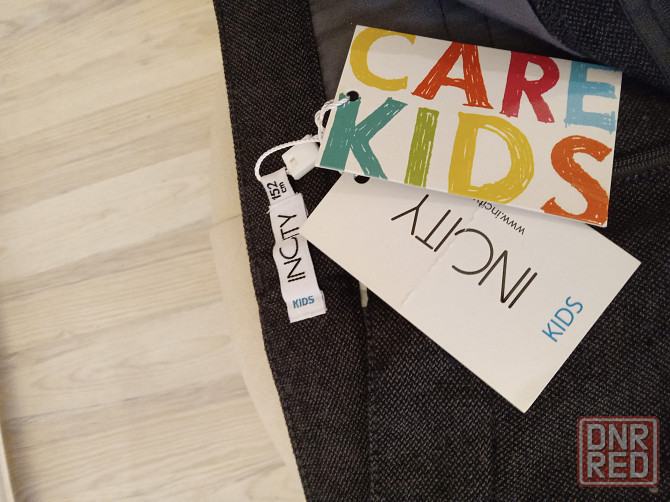 CARE
KIDS
152
cm
INCITY
KIDS
INCITY
KIDS
DNR
RED